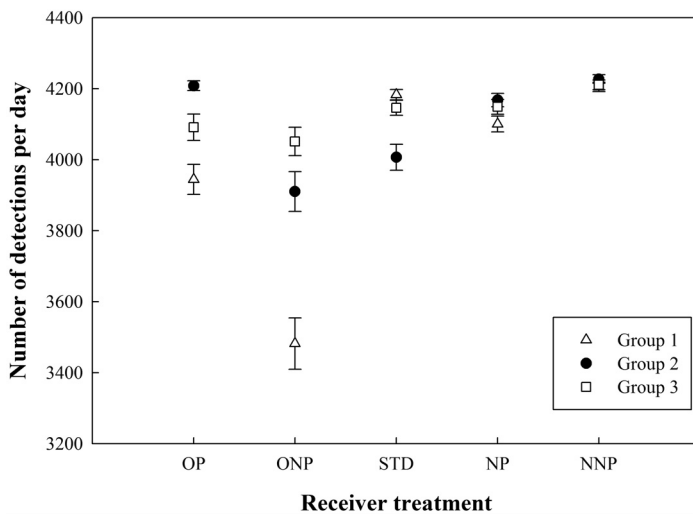 4400
4200
4000
3800
3600
3400
3200
Number of detections per day
Group 1
Group 2
Group 3
OP ONP STD NP NNP
Receiver treatment